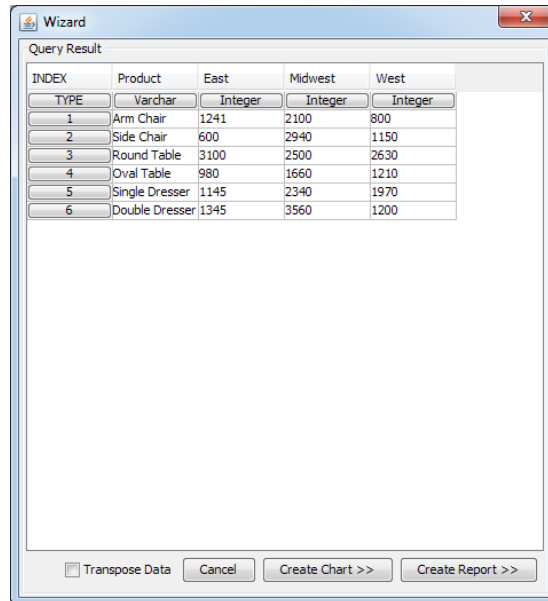 Wizard
Query Result
INDEX Product East Midwest West
TYPE Varchar Integer Integer Integer
1 Arm Chair 1241 2100 800
2 Side Chair 600 2940 1150
3 Round Table 3100 2500 2630
4 Oval Table 980 1660 1210
5 Single Dresser 1145 2340 1970
6 Double Dresser 1345 3560 1200
Transpose Data Cancel Create Chart >> Create Report >>